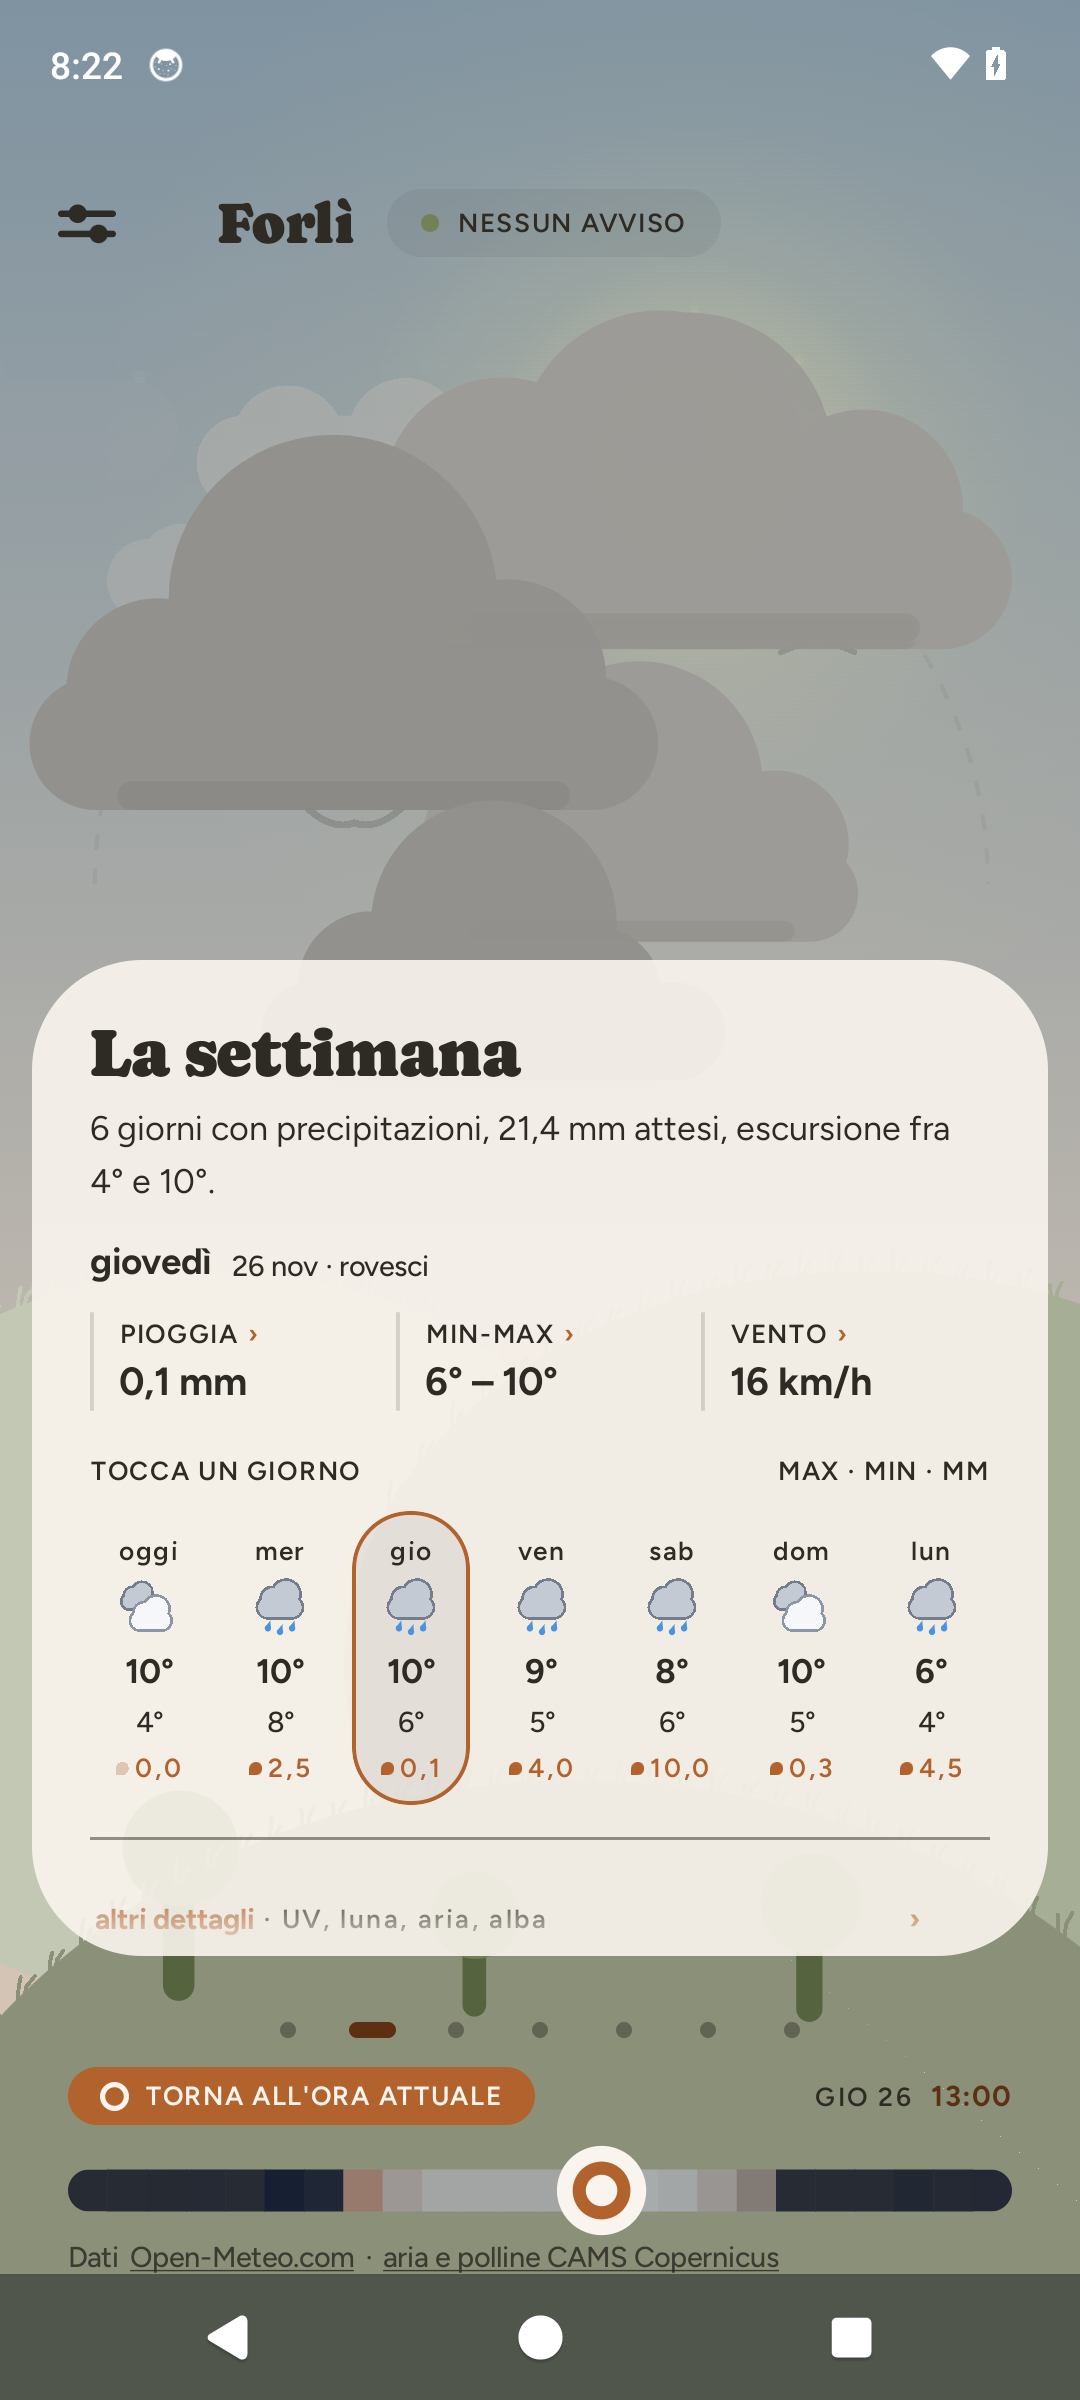 8:22
Forlì
NESSUN AVVISO
La settimana
6 giorni con precipitazioni, 21,4 mm attesi, escursione fra
4° e 10°.
giovedì 26 nov · rovesci
PIOGGIA › MIN-MAX › VENTO ›
0,1 mm 6° – 10° 16 km/h
TOCCA UN GIORNO MAX · MIN · MM
oggi mer gio ven sab dom lun
10° 10° 10° 9° 8° 10° 6°
4° 8° 6° 5° 6° 5° 4°
0,0 2,5 0,1 4,0 10,0 0,3 4,5
altri dettagli · UV, luna, aria, alba ›
TORNA ALL'ORA ATTUALE GIO 26 13:00
Dati Open-Meteo.com · aria e polline CAMS Copernicus